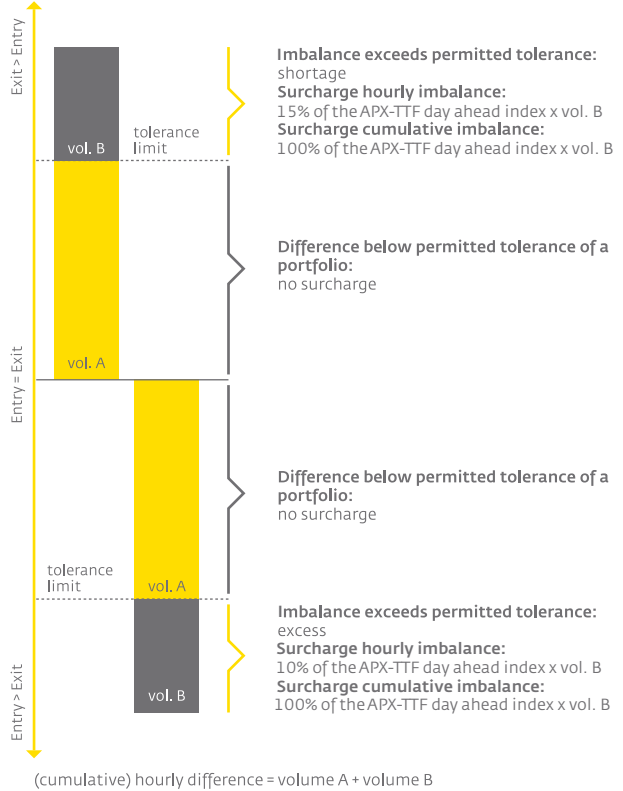 Exit > Entry
Imbalance exceeds permitted tolerance:
shortage
Surcharge hourly imbalance:
15% of the APX-TTF day ahead index x vol. B
Surcharge cumulative imbalance:
100% of the APX-TTF day ahead index x vol. B
vol. B
tolerance
limit
Difference below permitted tolerance of a
portfolio:
no surcharge
vol. A
Entry = Exit
Difference below permitted tolerance of a
portfolio:
no surcharge
tolerance
limit
vol. A
Imbalance exceeds permitted tolerance:
excess
Surcharge hourly imbalance:
10% of the APX-TTF day ahead index x vol. B
Surcharge cumulative imbalance:
100% of the APX-TTF day ahead index x vol. B
vol. B
Entry > Exit
(cumulative) hourly difference = volume A + volume B